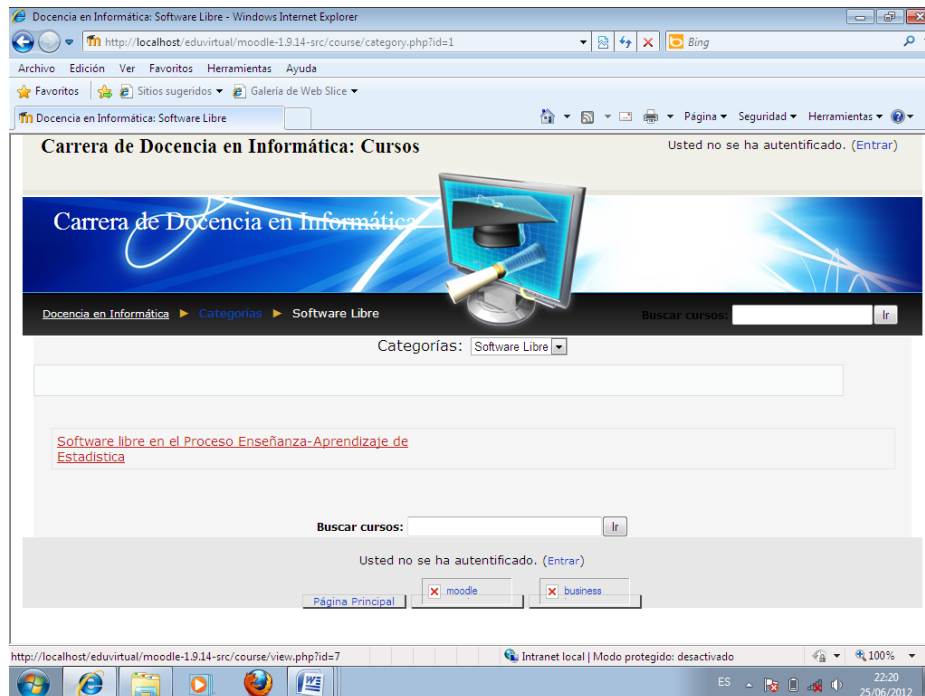 Docencia en Informática: Software Libre - Windows Internet Explorer
http://localhost/eduvirtual/moodle-1.9.14-src/course/category.php?id=1
Bing
Archivo Edición Ver Favoritos Herramientas Ayuda
Favoritos Sitios sugeridos Galería de Web Slice
Docencia en Informática: Software Libre
Página Seguridad Herramientas
Carrera de Docencia en Informática: Cursos
Usted no se ha autentificado. (Entrar)
Carrera de Docencia en Informática
Docencia en Informática ► Categorías ► Software Libre
Buscar cursos: Ir
Categorías: Software Libre
Software libre en el Proceso Enseñanza-Aprendizaje de
Estadistica
Buscar cursos: Ir
Usted no se ha autentificado. (Entrar)
Página Principal moodle business
http://localhost/eduvirtual/moodle-1.9.14-src/course/view.php?id=7
Intranet local | Modo protegido: desactivado
100%
ES
22:20
25/06/2012